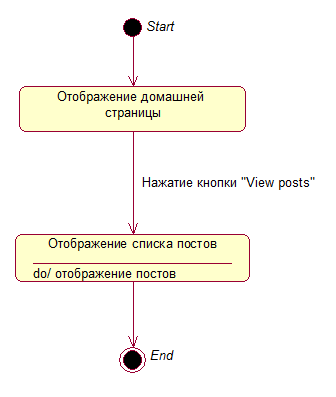 Start
Отображение домашней
страницы
Нажатие кнопки "View posts"
Отображение списка постов
do/ отображение постов
End